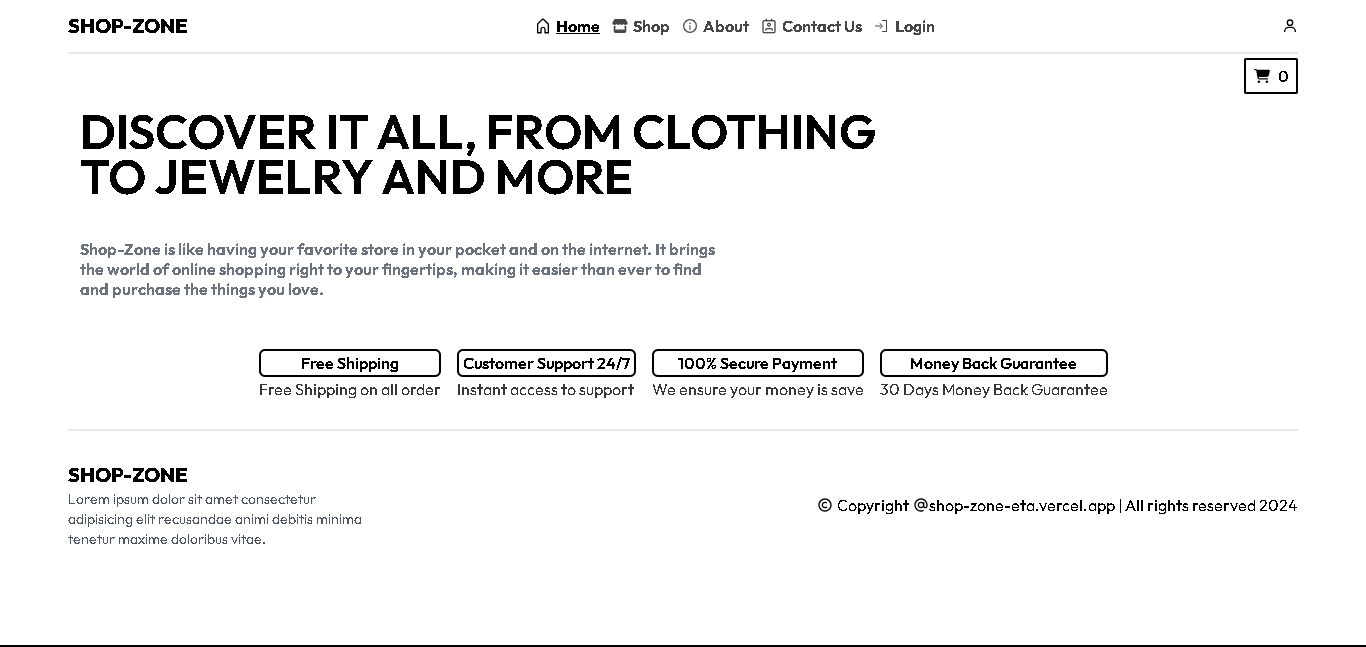 SHOP-ZONE
Home Shop About Contact Us Login
0
DISCOVER IT ALL, FROM CLOTHING
TO JEWELRY AND MORE
Shop-Zone is like having your favorite store in your pocket and on the internet. It brings
the world of online shopping right to your fingertips, making it easier than ever to find
and purchase the things you love.
Free Shipping
Free Shipping on all order
Customer Support 24/7
Instant access to support
100% Secure Payment
We ensure your money is save
Money Back Guarantee
30 Days Money Back Guarantee
SHOP-ZONE
Lorem ipsum dolor sit amet consectetur
adipisicing elit recusandae animi debitis minima
tenetur maxime doloribus vitae.
© Copyright @shop-zone-eta.vercel.app | All rights reserved 2024